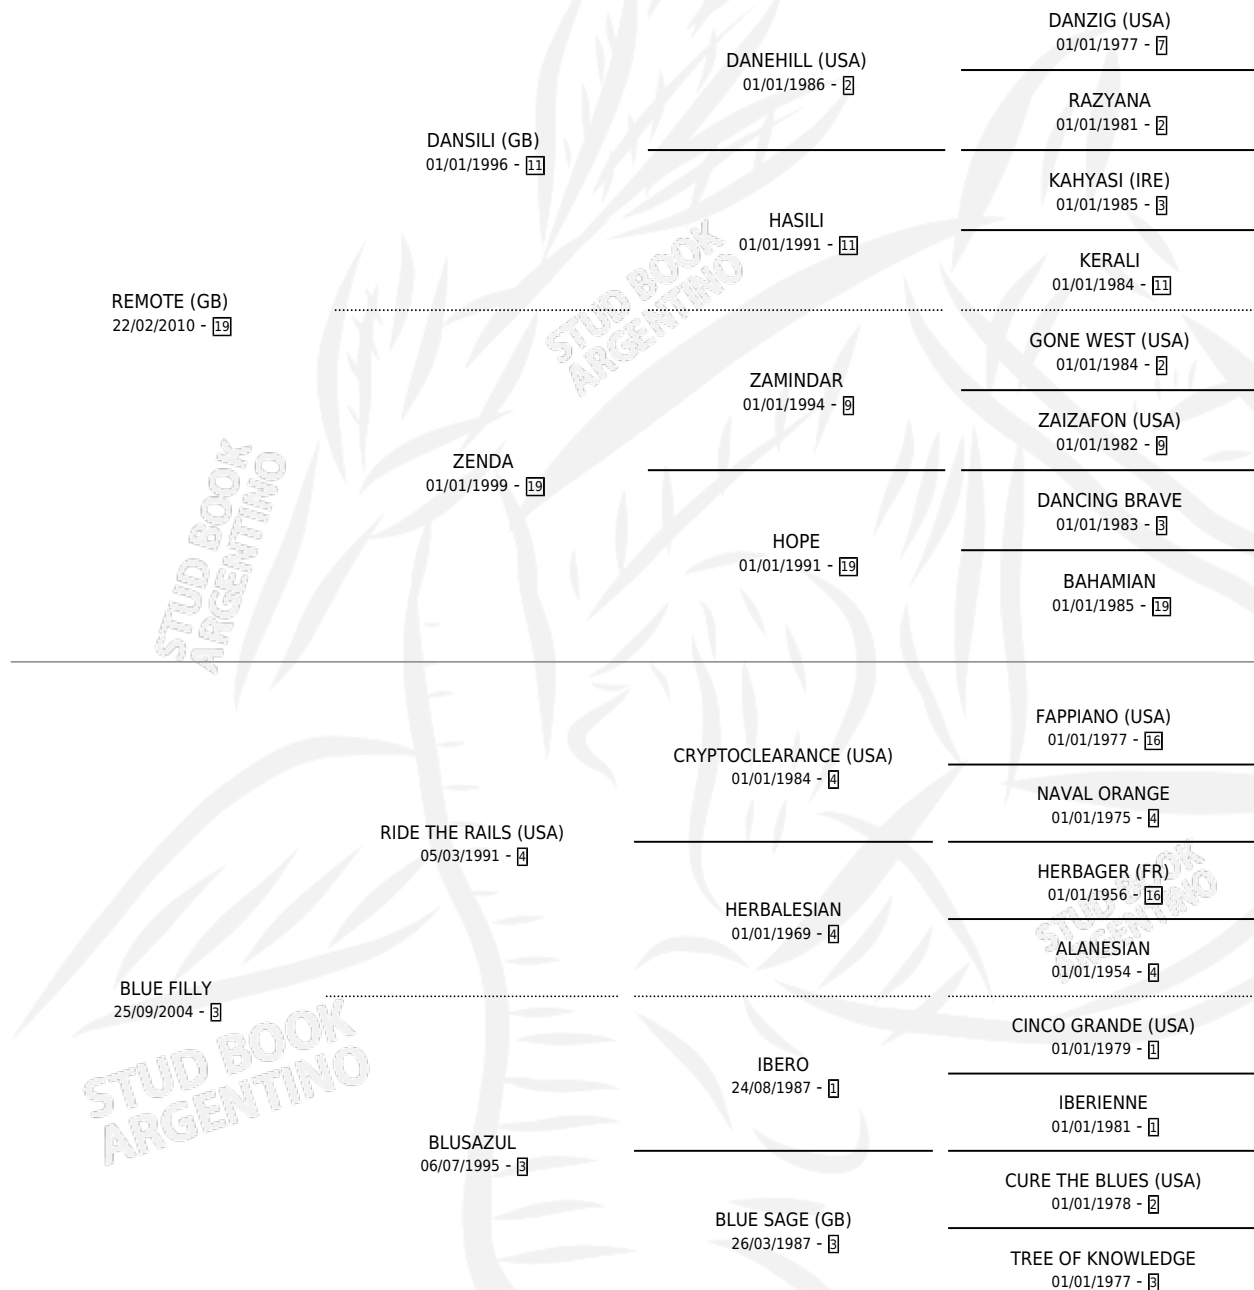 DANZIG (USA)
01/01/1977 - 7
DANEHILL (USA)
01/01/1986 - 2
RAZYANA
01/01/1981 - 2
DANSILI (GB)
01/01/1996 - 11
KAHYASI (IRE)
01/01/1985 - 3
HASILI
01/01/1991 - 11
KERALI
01/01/1984 - 11
REMOTE (GB)
22/02/2010 - 19
GONE WEST (USA)
01/01/1984 - 2
ZAMINDAR
01/01/1994 - 9
ZAIZAFON (USA)
01/01/1982 - 9
ZENDA
01/01/1999 - 19
DANCING BRAVE
01/01/1983 - 3
HOPE
01/01/1991 - 19
BAHAMIAN
01/01/1985 - 19
STUD BOOK
ARGENTINO
STUD BOOK
ARGENTINO
FAPPIANO (USA)
01/01/1977 - 16
CRYPTOCLEARANCE (USA)
01/01/1984 - 4
NAVAL ORANGE
01/01/1975 - 4
RIDE THE RAILS (USA)
05/03/1991 - 4
HERBAGER (FR)
01/01/1956 - 16
HERBALESIAN
01/01/1969 - 4
ALANESIAN
01/01/1954 - 4
BLUE FILLY
25/09/2004 - 3
CINCO GRANDE (USA)
01/01/1979 - 1
IBERO
24/08/1987 - 1
IBERIENNE
01/01/1981 - 1
BLUSAZUL
06/07/1995 - 3
CURE THE BLUES (USA)
01/01/1978 - 2
BLUE SAGE (GB)
26/03/1987 - 3
TREE OF KNOWLEDGE
01/01/1977 - 3
STUD BOOK
ARGENTINO
STUD BOOK
ARGENTINO